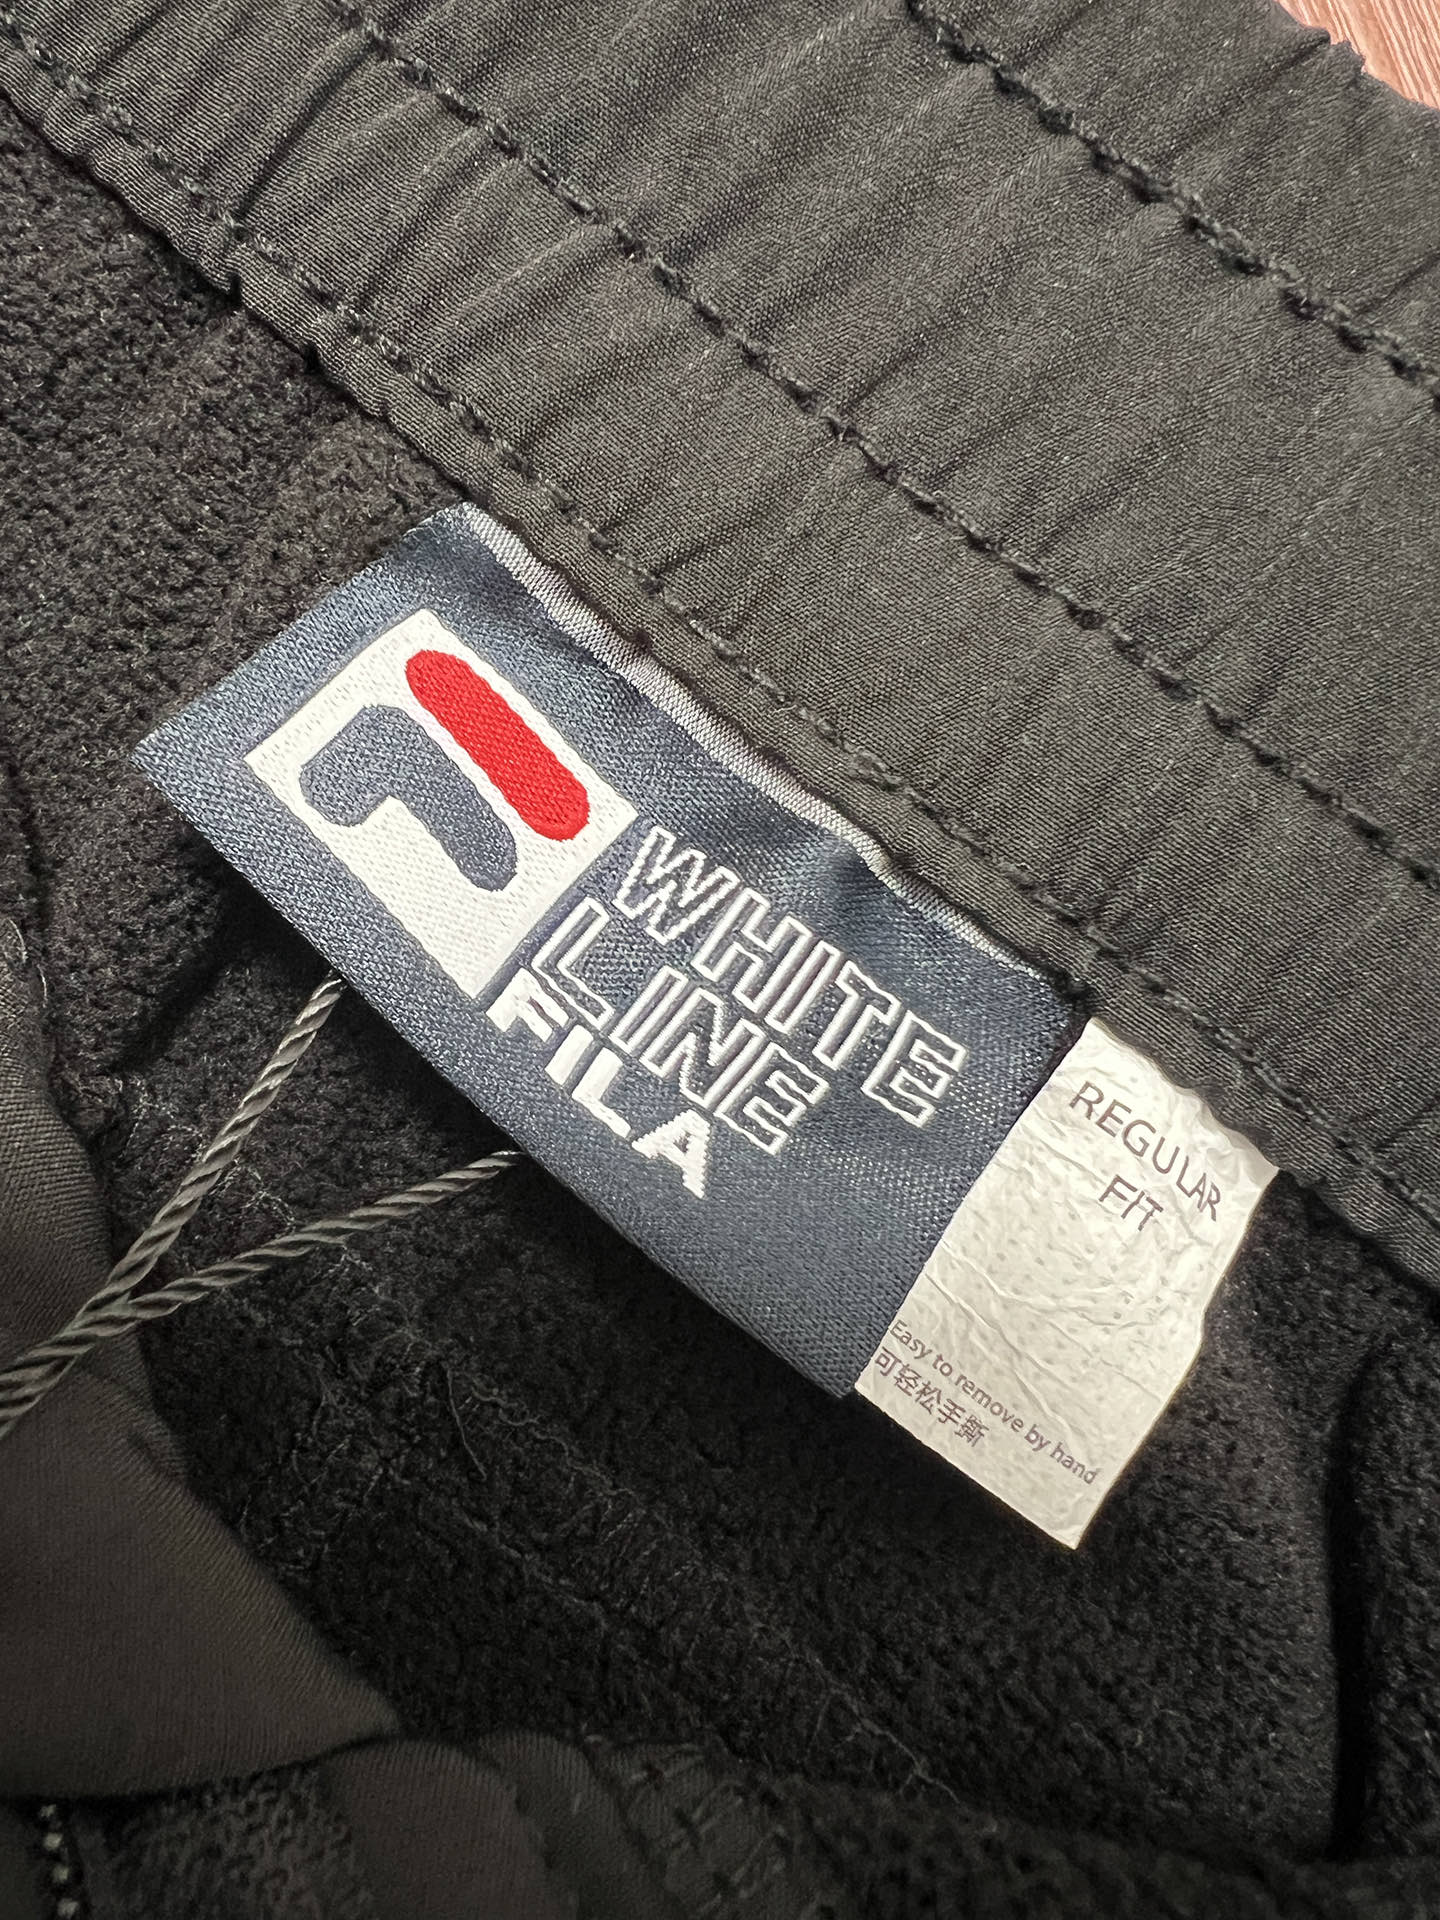 WHITE
LINE
FILA
REGULAR
FIT
Easy to remove by hand
可轻松手撕